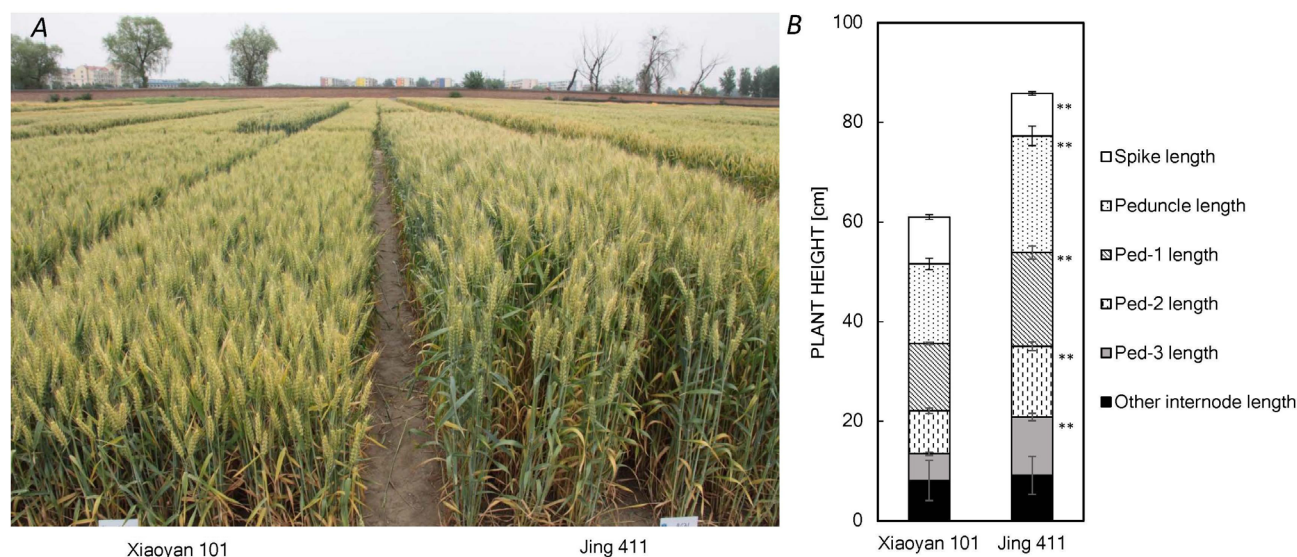 A
Xiaoyan 101
Jing 411
B
PLANT HEIGHT [cm]
100
80
60
40
20
0
**
**
**
**
**
Xiaoyan 101
Jing 411
Spike length
Peduncle length
Ped-1 length
Ped-2 length
Ped-3 length
Other internode length